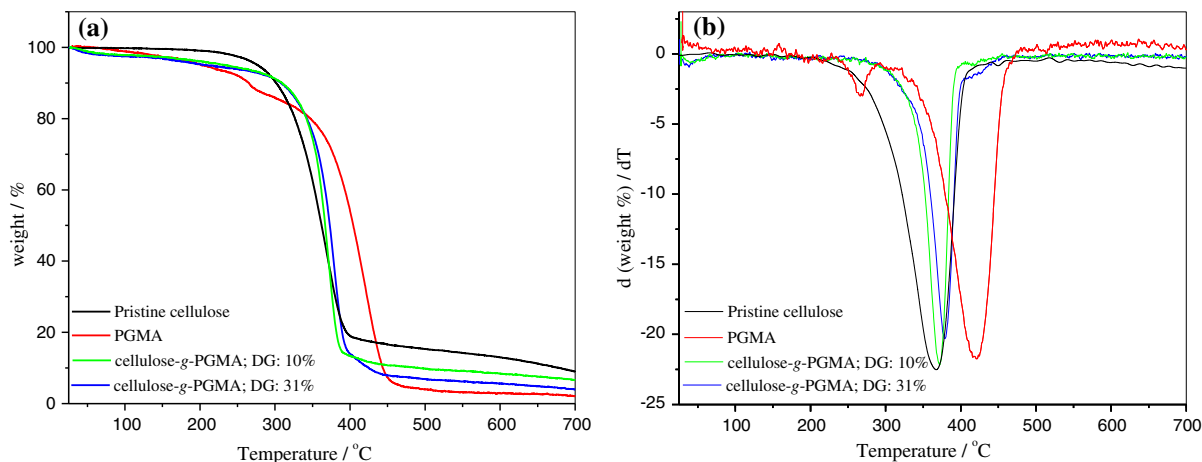 (a)
100
80
60
40
20
0
weight / %
Pristine cellulose
PGMA
cellulose-g-PGMA; DG: 10%
cellulose-g-PGMA; DG: 31%
100 200 300 400 500 600 700
Temperature / °C
(b)
0
-5
-10
-15
-20
-25
d (weight %) / dT
Pristine cellulose
PGMA
cellulose-g-PGMA; DG: 10%
cellulose-g-PGMA; DG: 31%
100 200 300 400 500 600 700
Temperature / °C